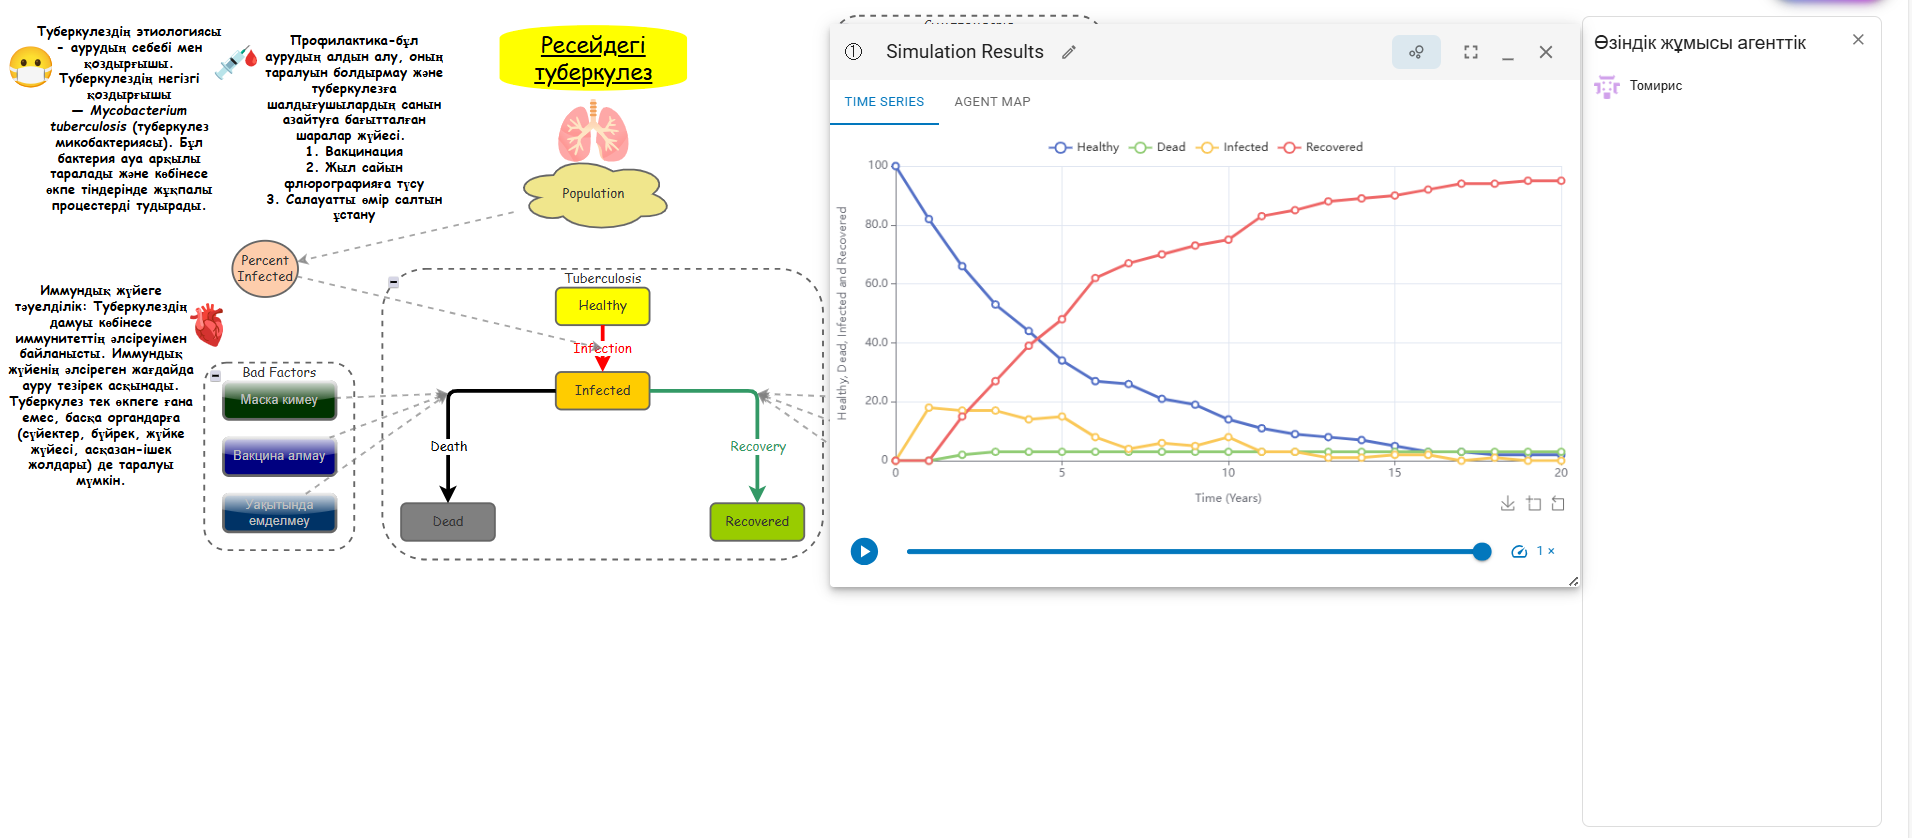 Туберкулездің этиологиясы
- аурудың себебі мен
қоздырғышы.
Туберкулездің негізгі
қоздырғышы
— Mycobacterium
tuberculosis (туберкулез
микобактериясы). Бұл
бактерия ауа арқылы
таралады және көбінесе
өкпе тіндерінде жұқпалы
процестерді тудырады.
Профилактика-бұл
аурудың алдын алу, оның
таралуын болдырмау және
туберкулезға
шалдығушылардың санын
азайтуға бағытталған
шаралар жүйесі.
1. Вакцинация
2. Жыл сайын
флюрографияға түсу
3. Салауатты өмір салтын
ұстану
Ресейдегі
туберкулез
Population
Percent
Infected
Иммундық жүйеге
тәуелділік: Туберкулездің
дамуы көбінесе
иммунитеттің әлсіреуімен
байланысты. Иммундық
жүйенің әлсіреген жағдайда
ауру тезірек асқынады.
Туберкулез тек өкпеге ғана
емес, басқа органдарға
(сүйектер, бүйрек, жүйке
жүйесі, асқазан-ішек
жолдары) де таралуы
мүмкін.
Bad Factors
Маска кимеу
Вакцина алмау
Уақытында
емделмеу
Tuberculosis
Healthy
Infection
Infected
Death
Recovery
Dead
Recovered
Simulation Results
TIME SERIES
AGENT MAP
Healthy
Dead
Infected
Recovered
Healthy, Dead, Infected and Recovered
100
80.0
60.0
40.0
20.0
0
0
5
10
15
20
Time (Years)
1 ×
Өзіндік жұмысы агенттік
Томирис